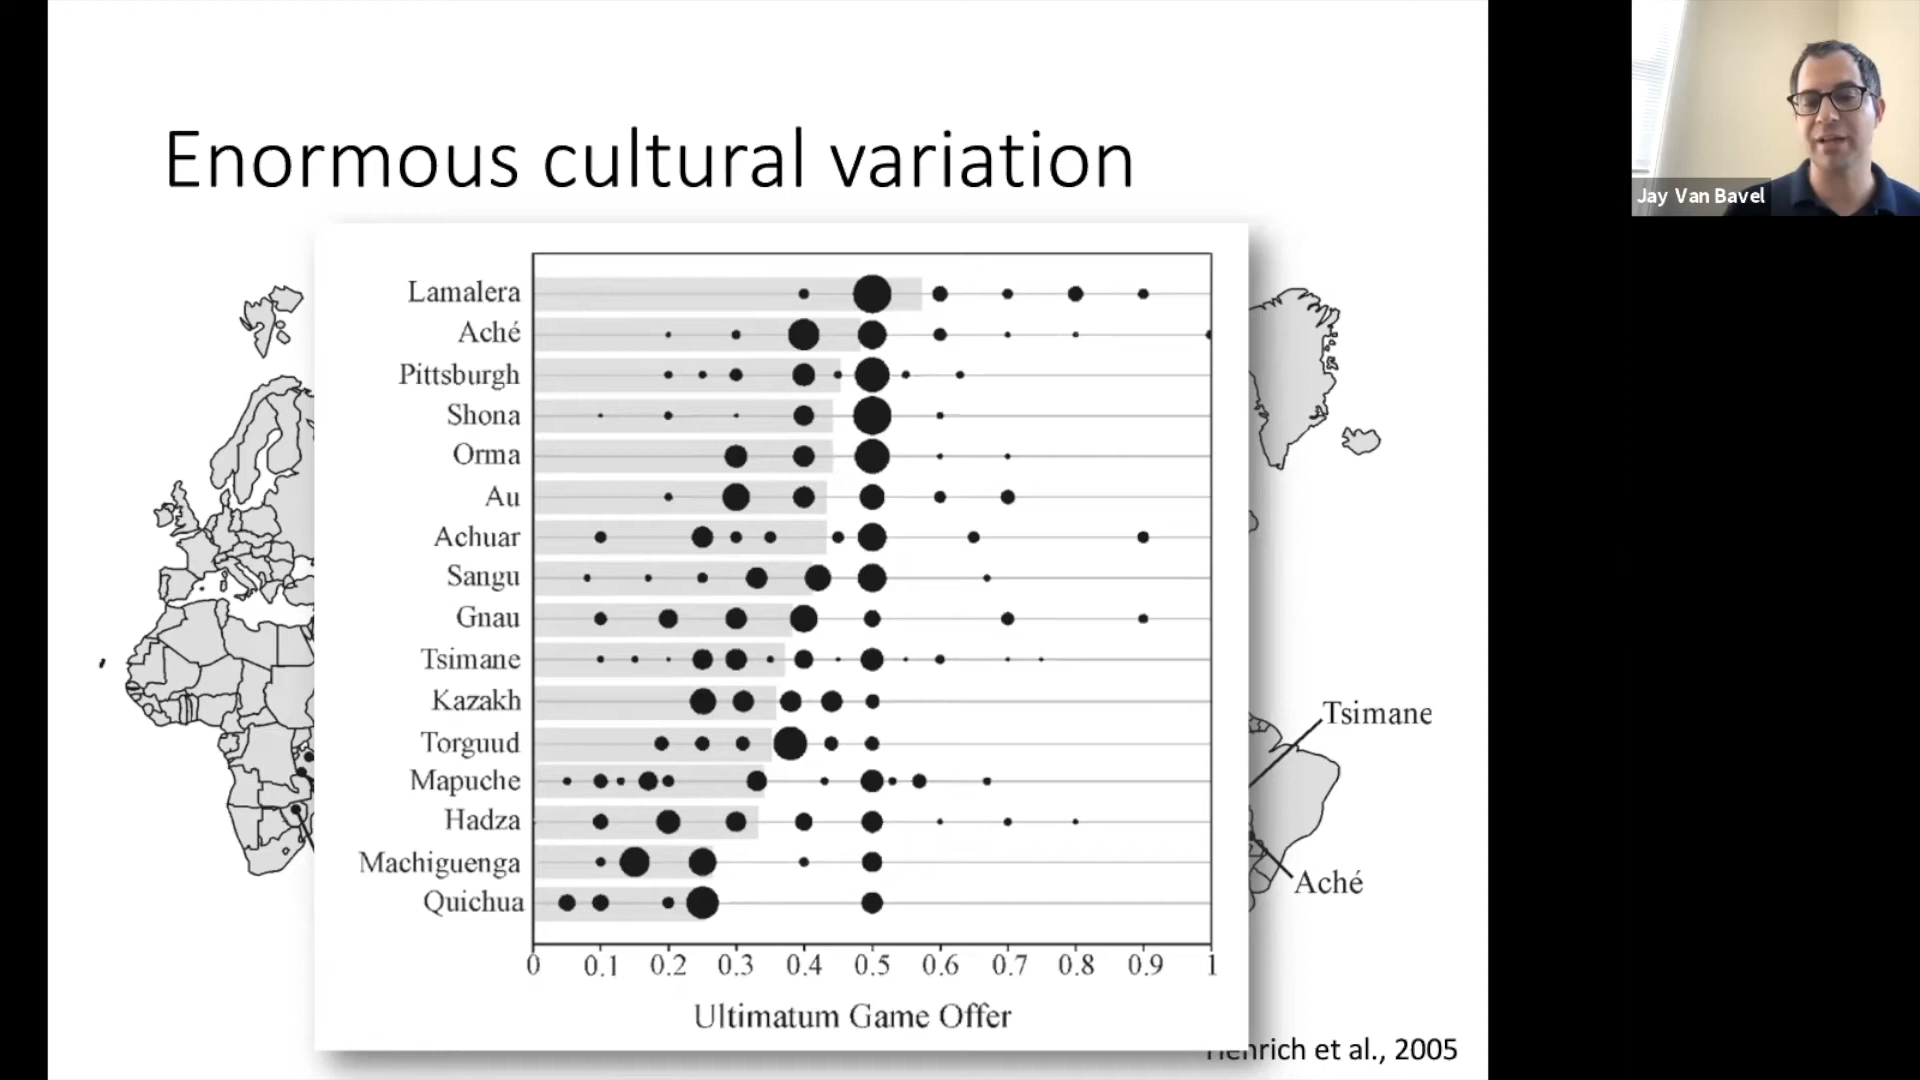 Enormous cultural variation
Jay Van Bavel
Lamalera
Aché
Pittsburgh
Shona
Orma
Au
Achuar
Sangu
Gnau
Tsimane
Kazakh
Torguud
Mapuche
Hadza
Machiguenga
Quichua
0 0.1 0.2 0.3 0.4 0.5 0.6 0.7 0.8 0.9 1
Ultimatum Game Offer
Tsimane
Aché
Henrich et al., 2005